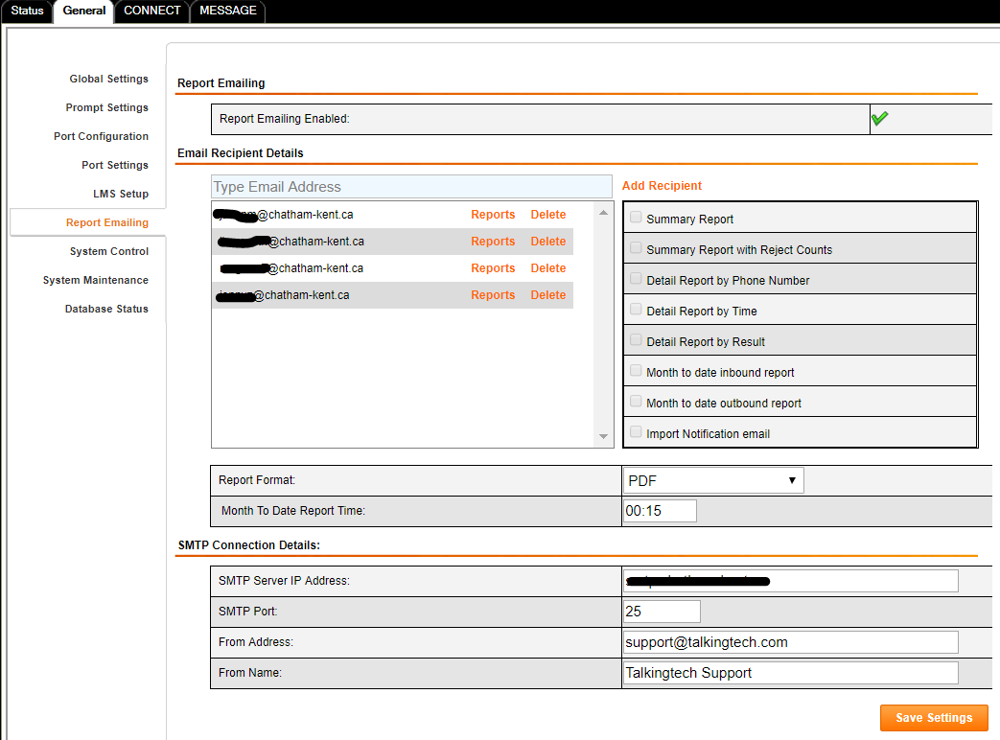 Status General CONNECT MESSAGE
Global Settings
Prompt Settings
Port Configuration
Port Settings
LMS Setup
Report Emailing
System Control
System Maintenance
Database Status
Report Emailing
Report Emailing Enabled:
Email Recipient Details
Type Email Address
Add Recipient
@chatham-kent.ca Reports Delete
@chatham-kent.ca Reports Delete
@chatham-kent.ca Reports Delete
@chatham-kent.ca Reports Delete
Summary Report
Summary Report with Reject Counts
Detail Report by Phone Number
Detail Report by Time
Detail Report by Result
Month to date inbound report
Month to date outbound report
Import Notification email
Report Format: PDF
Month To Date Report Time: 00:15
SMTP Connection Details:
SMTP Server IP Address:
SMTP Port: 25
From Address: support@talkingtech.com
From Name: Talkingtech Support
Save Settings